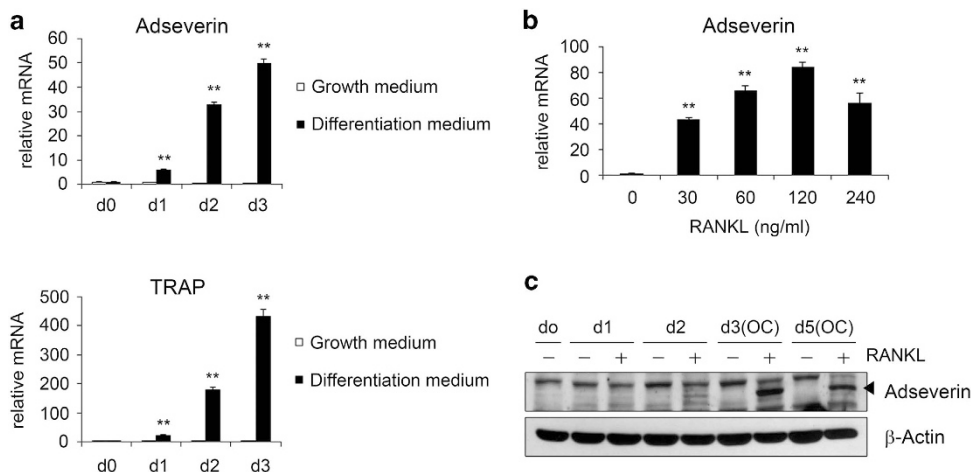 a
Adseverin
relative mRNA
60
50
40
30
20
10
0
** ** **
d0 d1 d2 d3
Growth medium
Differentiation medium
TRAP
relative mRNA
500
400
300
200
100
0
** ** **
d0 d1 d2 d3
Growth medium
Differentiation medium
b
Adseverin
relative mRNA
100
80
60
40
20
0
** ** ** **
0 30 60 120 240
RANKL (ng/ml)
c
do d1 d2 d3(OC) d5(OC)
– – + – + – + – + RANKL
Adseverin
β-Actin